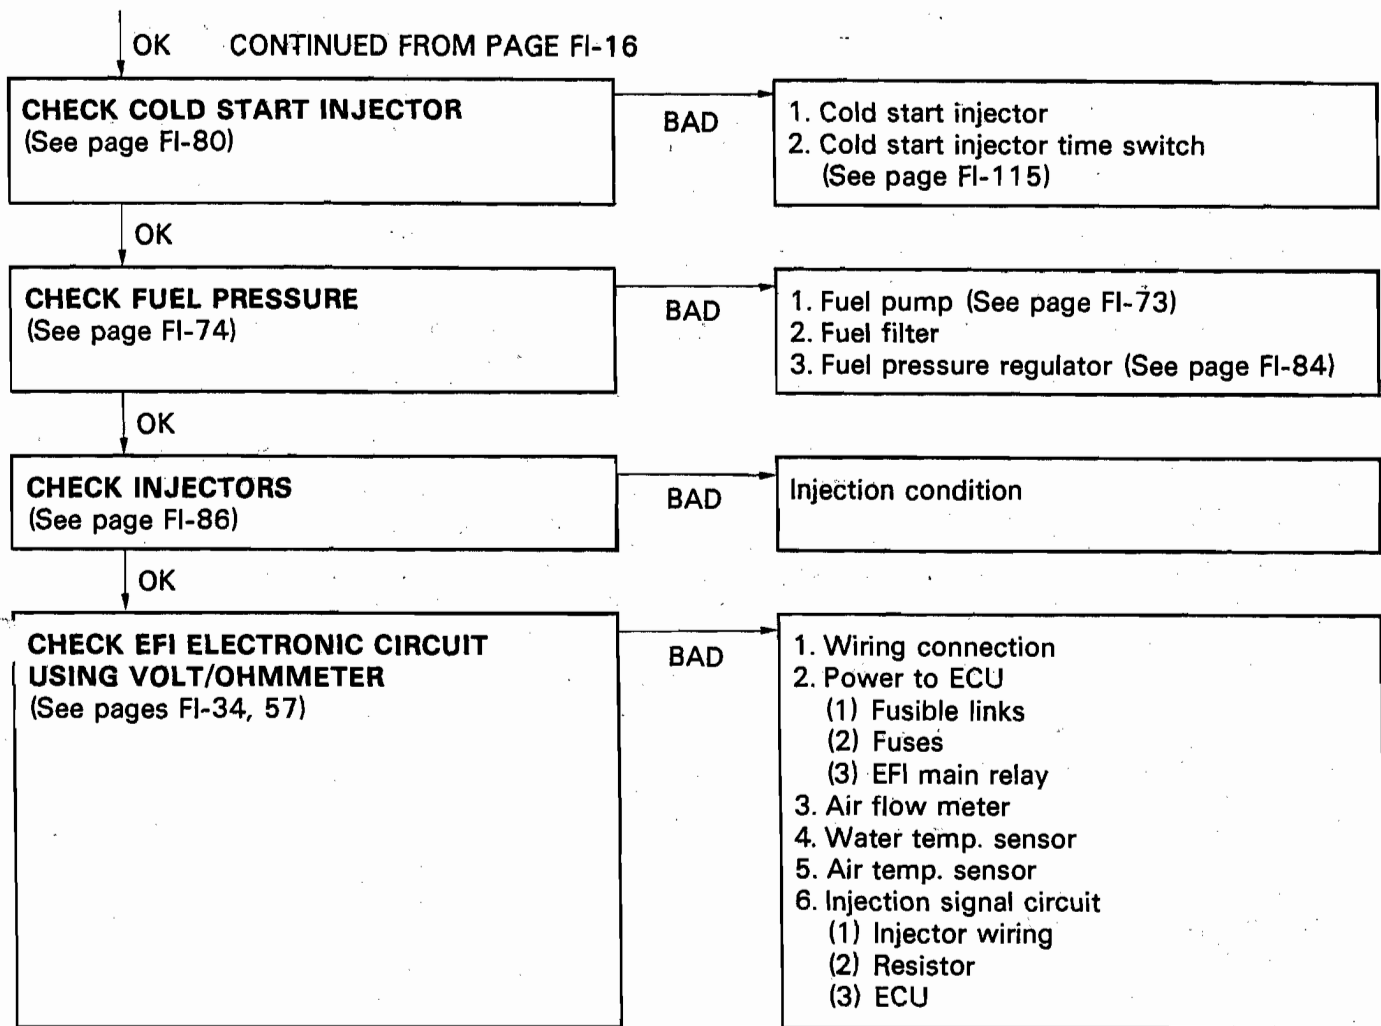 OK CONTINUED FROM PAGE FI-16
CHECK COLD START INJECTOR
(See page FI-80)
BAD
1. Cold start injector
2. Cold start injector time switch
(See page FI-115)
OK
CHECK FUEL PRESSURE
(See page FI-74)
BAD
1. Fuel pump (See page FI-73)
2. Fuel filter
3. Fuel pressure regulator (See page FI-84)
OK
CHECK INJECTORS
(See page FI-86)
BAD
Injection condition
OK
CHECK EFI ELECTRONIC CIRCUIT
USING VOLT/OHMMETER
(See pages FI-34, 57)
BAD
1. Wiring connection
2. Power to ECU
(1) Fusible links
(2) Fuses
(3) EFI main relay
3. Air flow meter
4. Water temp. sensor
5. Air temp. sensor
6. Injection signal circuit
(1) Injector wiring
(2) Resistor
(3) ECU